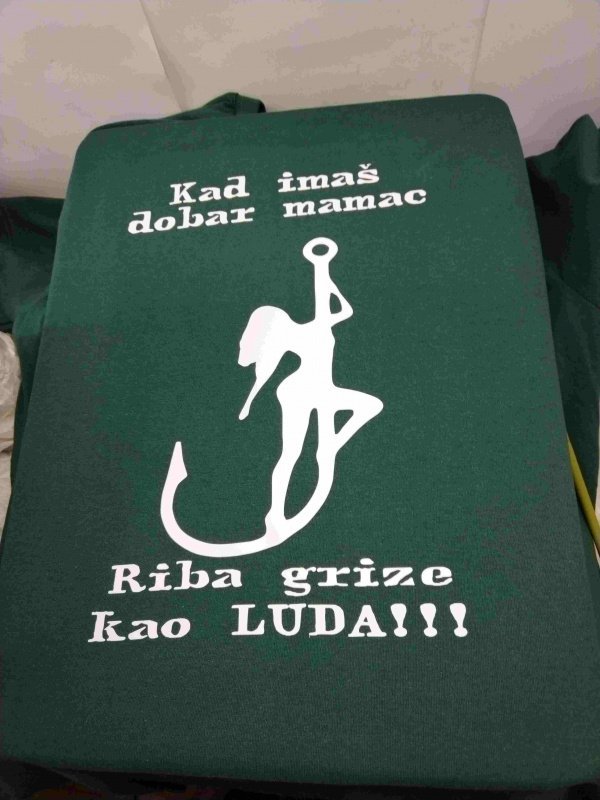 Kad imaš
dobar mamac
Riba grize
kao LUDA!!!